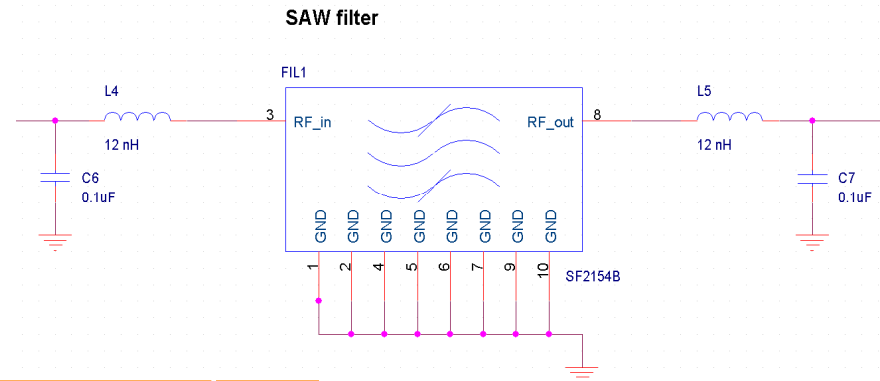 SAW filter
FIL1
L4
L5
3
RF_in
RF_out
8
12 nH
12 nH
C6
0.1uF
C7
0.1uF
GND GND GND GND GND GND GND GND
1 2 4 5 6 7 9 10
SF2154B